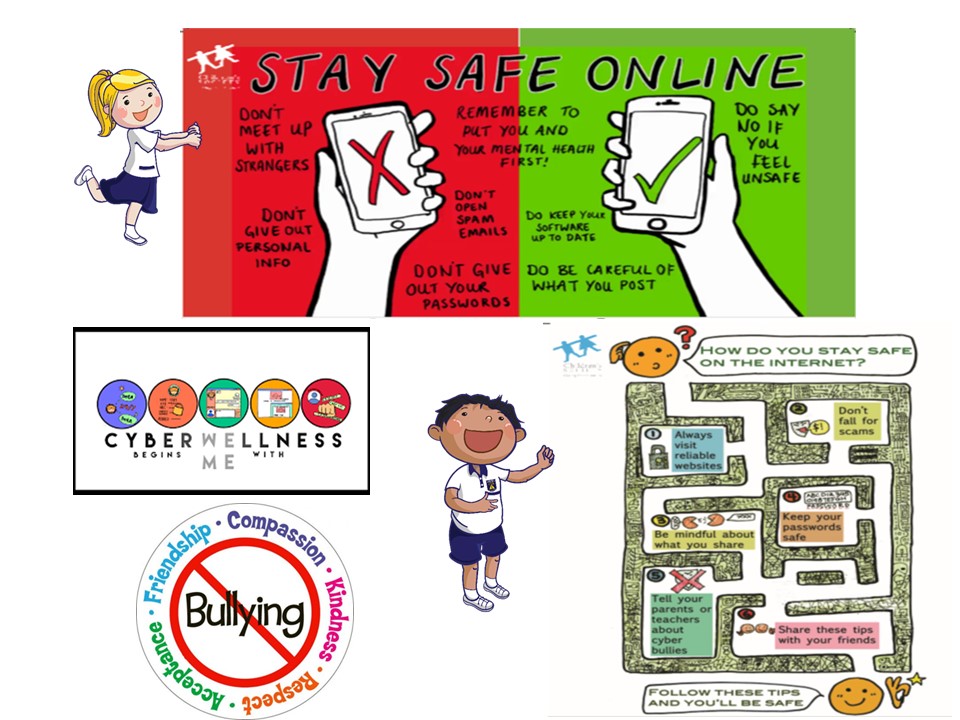 STAY SAFE ONLINE
DON'T
MEET UP
WITH
STRANGERS
REMEMBER TO
PUT YOU AND
YOUR MENTAL HEALTH
FIRST!
DO SAY
NO IF
YOU
FEEL
UNSAFE
DON'T
GIVE OUT
PERSONAL
INFO
DON'T
OPEN
SPAM
EMAILS
DO KEEP YOUR
SOFTWARE
UP TO DATE
DON'T GIVE
OUT YOUR
PASSWORDS
DO BE CAREFUL OF
WHAT YOU POST
CYBERWELLNESS
BEGINS ME WITH
Friendship · Compassion · Kindness · Respect · Acceptance ·
Bullying
?
HOW DO YOU STAY SAFE
ON THE INTERNET?
1
Always
visit
reliable
websites
2
$!
Don't
fall for
scams
3
Be mindful about
what you share
4
PASSWORD
Keep your
passwords
safe
5
Tell your
parents or
teachers
about
cyber
bullies
6
Share these tips
with your friends
FOLLOW THESE TIPS
AND YOU'LL BE SAFE